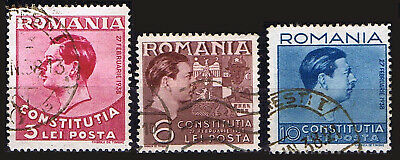 ROMANIA
27 FEBRUARIE 1938
CONSTITUTIA
3 LEI POSTA
ROMANIA
6
CONSTITUTIA
27 FEBRUARIE 1938
LEI POSTA
ROMANIA
27 FEBRUARIE 1938
CONSTITUTIA
10 LEI POSTA